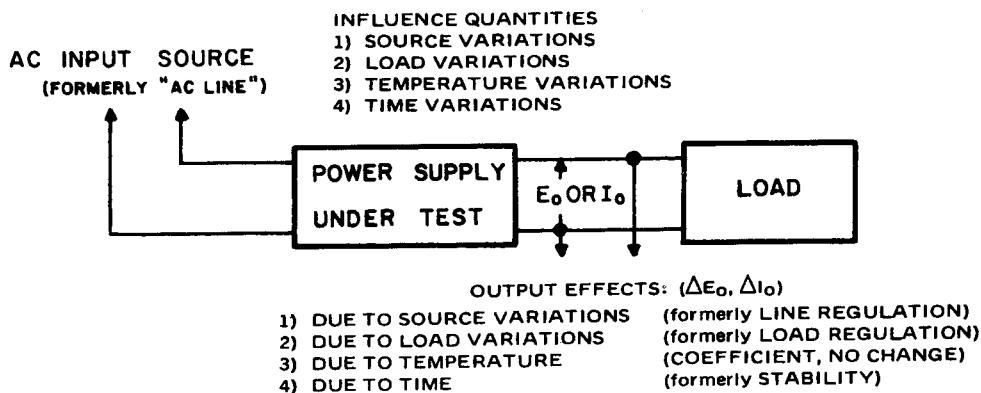 INFLUENCE QUANTITIES
1) SOURCE VARIATIONS
2) LOAD VARIATIONS
3) TEMPERATURE VARIATIONS
4) TIME VARIATIONS
AC INPUT SOURCE
(FORMERLY "AC LINE")
POWER SUPPLY
UNDER TEST
E₀ OR I₀
LOAD
OUTPUT EFFECTS: (ΔE₀, ΔI₀)
1) DUE TO SOURCE VARIATIONS (formerly LINE REGULATION)
2) DUE TO LOAD VARIATIONS (formerly LOAD REGULATION)
3) DUE TO TEMPERATURE (COEFFICIENT, NO CHANGE)
4) DUE TO TIME (formerly STABILITY)